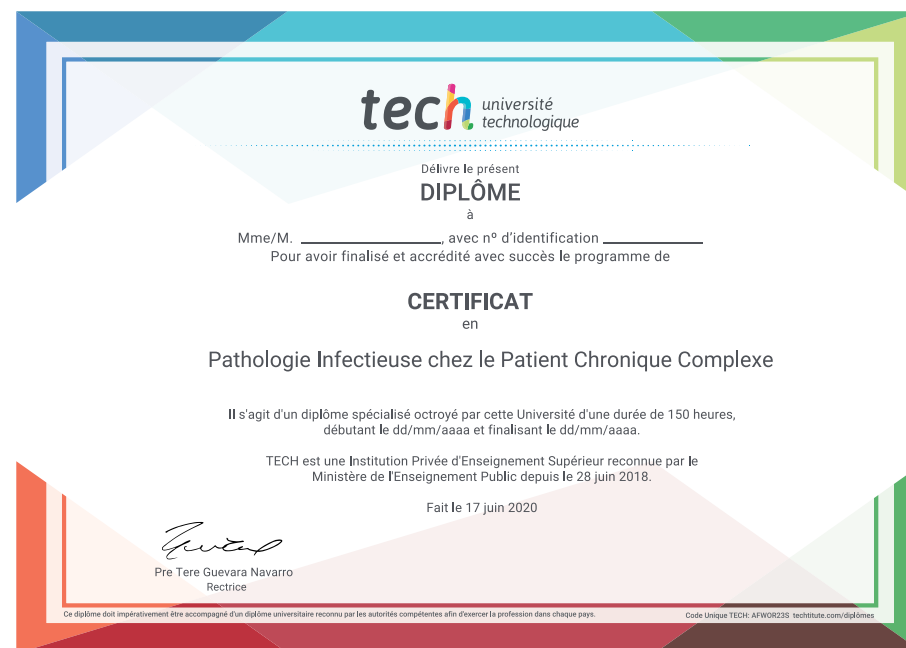 tech université
technologique
Délivre le présent
DIPLÔME
à
Mme/M. ____________________, avec nº d'identification ______________
Pour avoir finalisé et accrédité avec succès le programme de
CERTIFICAT
en
Pathologie Infectieuse chez le Patient Chronique Complexe
Il s'agit d'un diplôme spécialisé octroyé par cette Université d'une durée de 150 heures,
débutant le dd/mm/aaaa et finalisant le dd/mm/aaaa.
TECH est une Institution Privée d'Enseignement Supérieur reconnue par le
Ministère de l'Enseignement Public depuis le 28 juin 2018.
Fait le 17 juin 2020
Pre Tere Guevara Navarro
Rectrice
Ce diplôme doit impérativement être accompagné d'un diplôme universitaire reconnu par les autorités compétentes afin d'exercer la profession dans chaque pays.
Code Unique TECH: AFWOR23S techtitute.com/diplômes